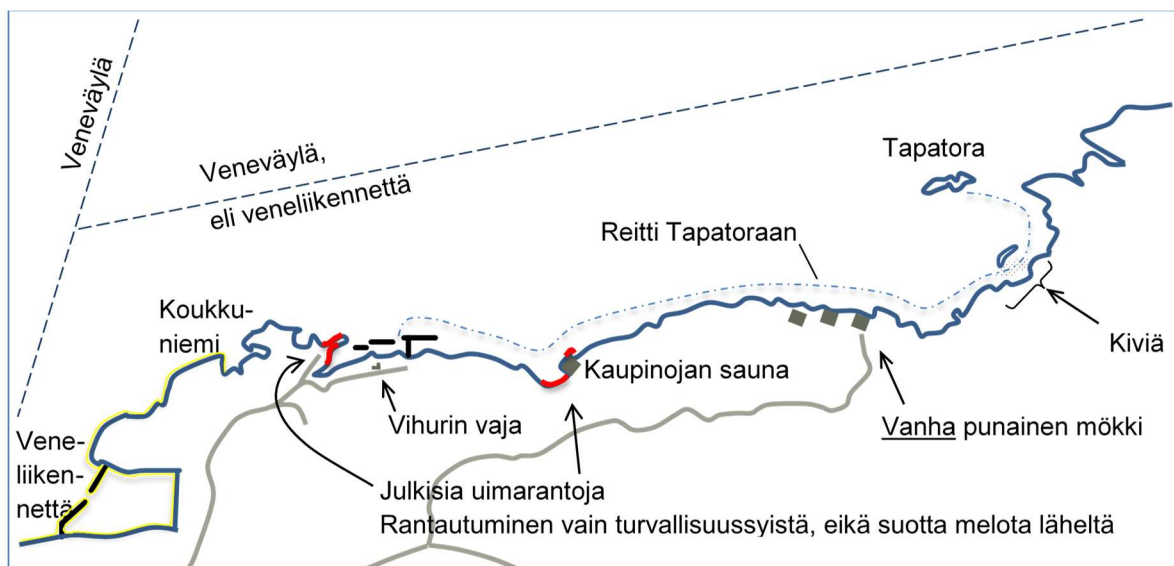 Veneväylä
Veneväylä,
eli veneliikennettä
Tapatora
Reitti Tapatoraan
Koukku-
niemi
Kiviä
Kaupinojan sauna
Vihurin vaja
Vanha punainen mökki
Vene-
liiken-
nettä
Julkisia uimarantoja
Rantautuminen vain turvallisuussyistä, eikä suotta melota läheltä